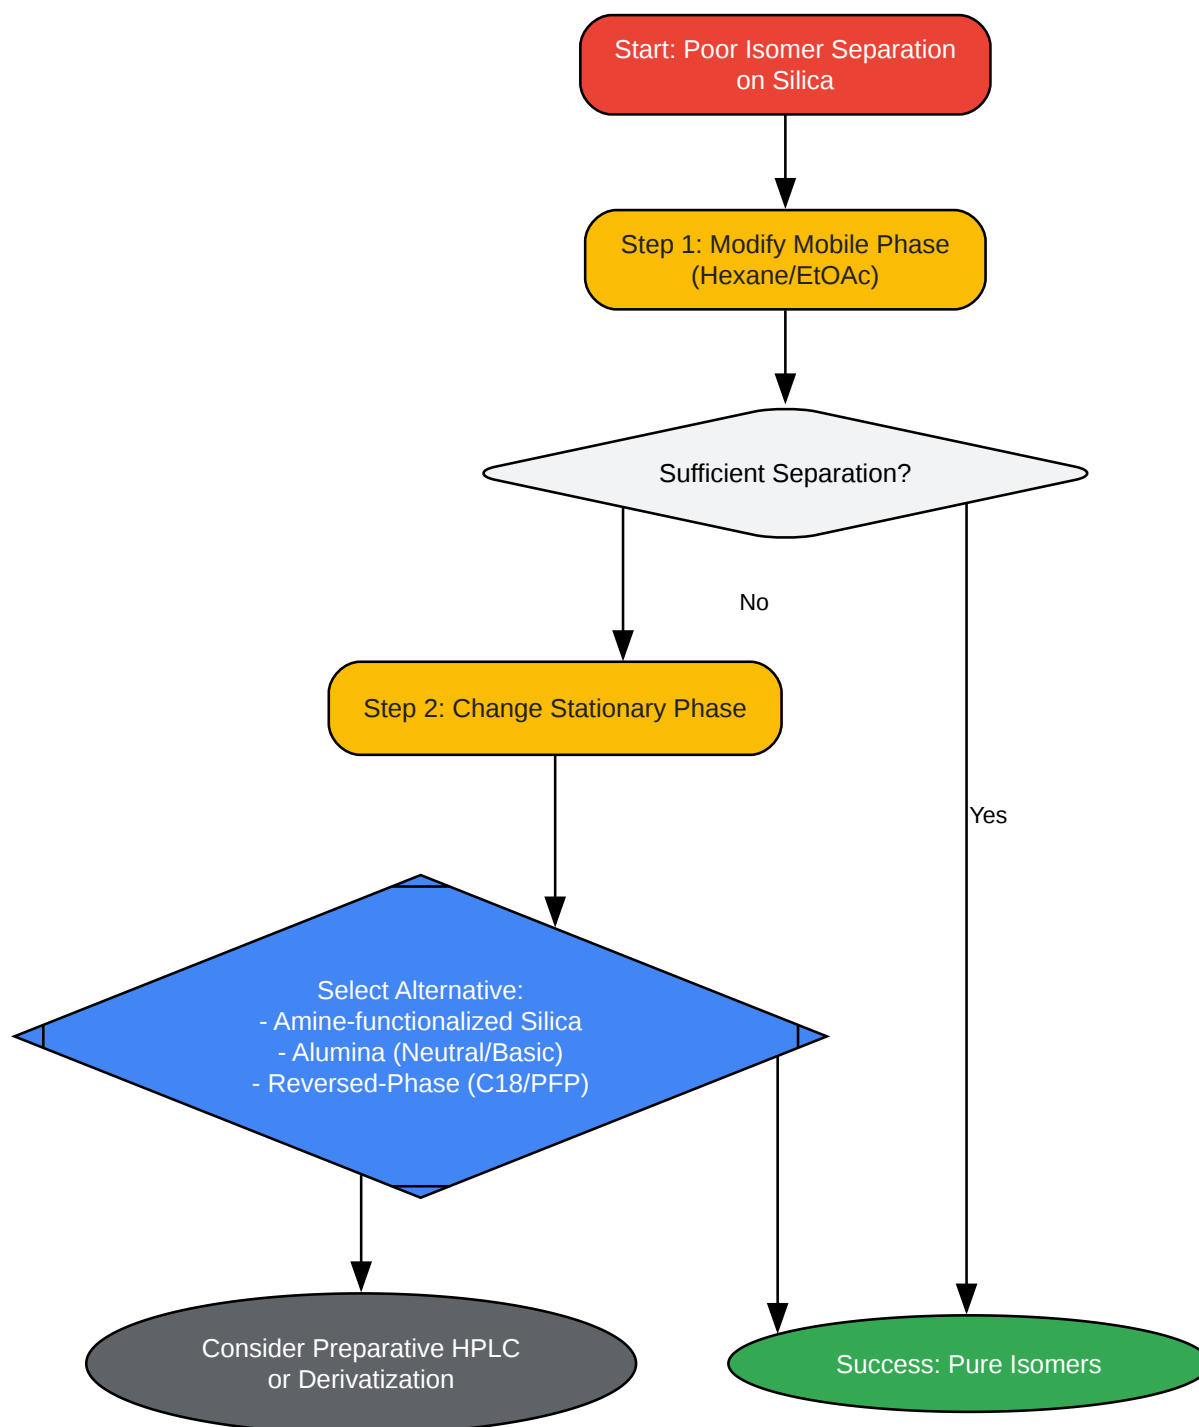 Start: Poor Isomer Separation
on Silica
Step 1: Modify Mobile Phase
(Hexane/EtOAc)
Sufficient Separation?
No
Step 2: Change Stationary Phase
Yes
Select Alternative:
- Amine-functionalized Silica
- Alumina (Neutral/Basic)
- Reversed-Phase (C18/PFP)
Consider Preparative HPLC
or Derivatization
Success: Pure Isomers